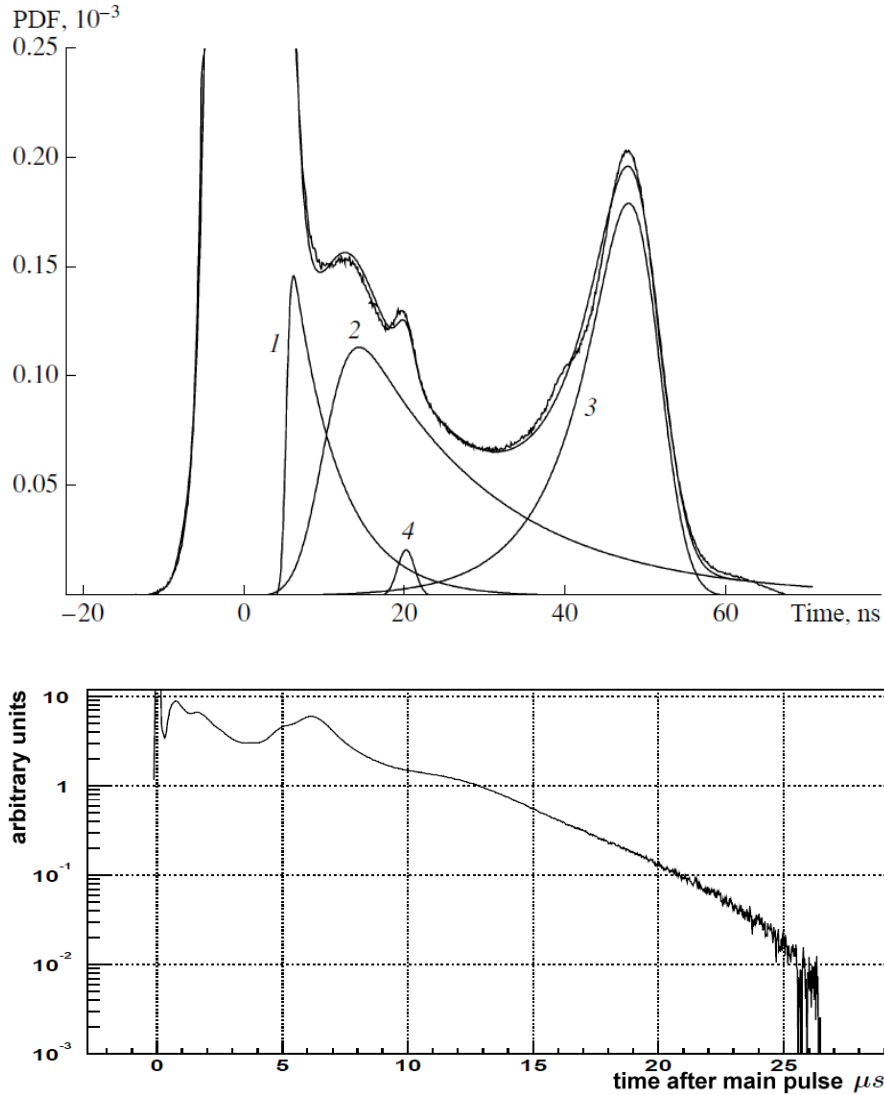 PDF, 10⁻³
0.25
0.20
0.15
0.10
0.05
1
2
3
4
−20 0 20 40 60 Time, ns
arbitrary units
10
1
10⁻¹
10⁻²
10⁻³
0 5 10 15 20 25
time after main pulse μs